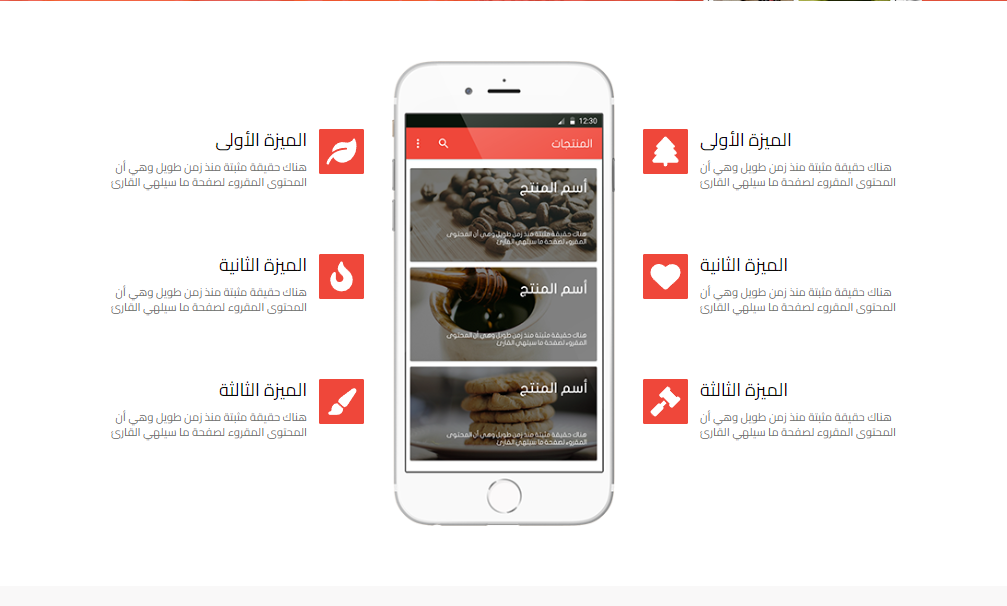 الميزة الأولى
هناك حقيقة مثبتة منذ زمن طويل وهي أن
المحتوى المقروء لصفحة ما سيلهي القارئ
الميزة الثانية
هناك حقيقة مثبتة منذ زمن طويل وهي أن
المحتوى المقروء لصفحة ما سيلهي القارئ
الميزة الثالثة
هناك حقيقة مثبتة منذ زمن طويل وهي أن
المحتوى المقروء لصفحة ما سيلهي القارئ
12:30
المنتجات
أسم المنتج
هناك حقيقة مثبتة منذ زمن طويل وهي أن المحتوى
المقروء لصفحة ما سيلهي القارئ
أسم المنتج
هناك حقيقة مثبتة منذ زمن طويل وهي أن المحتوى
المقروء لصفحة ما سيلهي القارئ
أسم المنتج
هناك حقيقة مثبتة منذ زمن طويل وهي أن المحتوى
المقروء لصفحة ما سيلهي القارئ
الميزة الأولى
هناك حقيقة مثبتة منذ زمن طويل وهي أن
المحتوى المقروء لصفحة ما سيلهي القارئ
الميزة الثانية
هناك حقيقة مثبتة منذ زمن طويل وهي أن
المحتوى المقروء لصفحة ما سيلهي القارئ
الميزة الثالثة
هناك حقيقة مثبتة منذ زمن طويل وهي أن
المحتوى المقروء لصفحة ما سيلهي القارئ